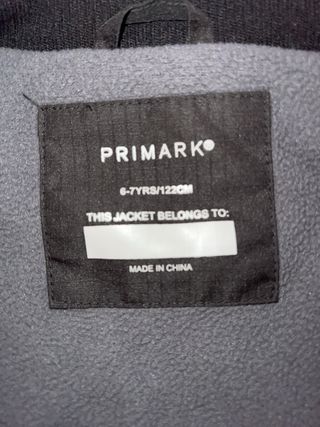 PRIMARK®
6-7YRS/122CM
THIS JACKET BELONGS TO:
MADE IN CHINA